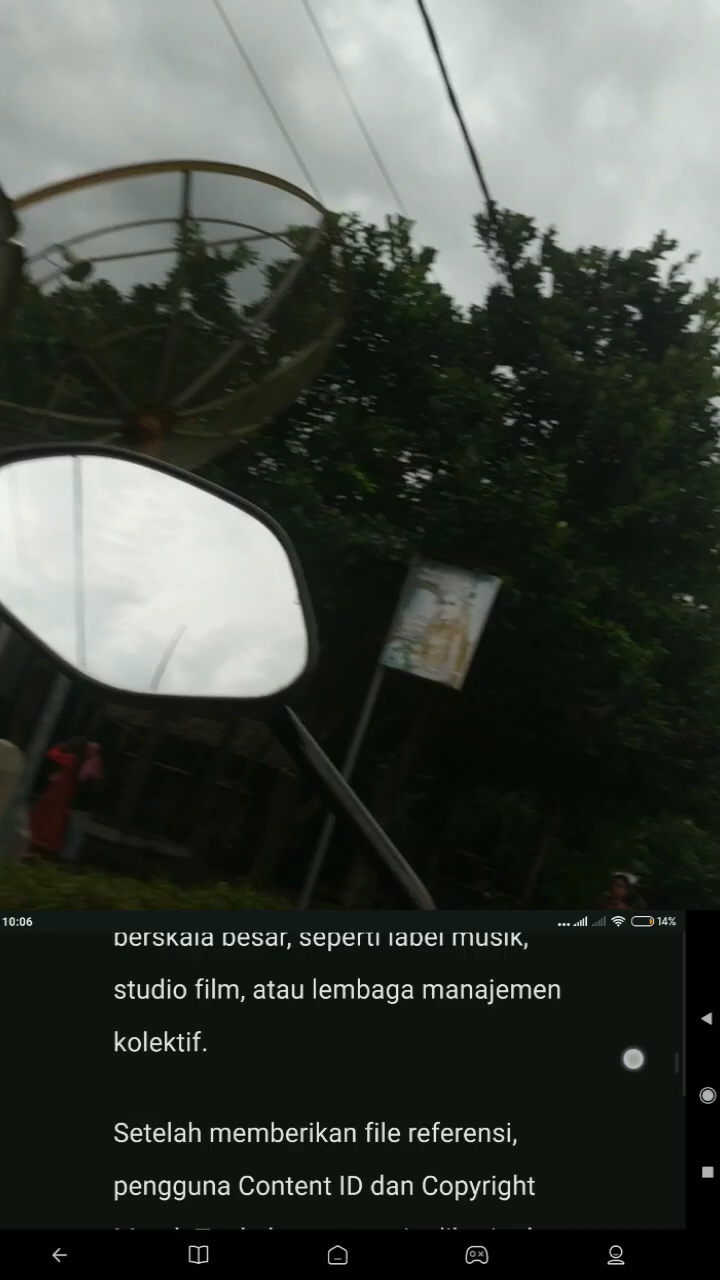 10:06
14%
berskala besar, seperti label musik,
studio film, atau lembaga manajemen
kolektif.
Setelah memberikan file referensi,
pengguna Content ID dan Copyright